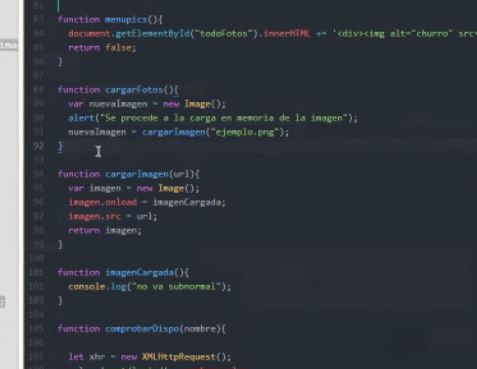 82
83 function menupics(){
84 document.getElementById("todoFotos").innerHTML += '<div><img alt="churro" src=
85 return false;
86 }
87
88 function cargarFotos(){
89 var nuevaImagen = new Image();
90 alert("Se procede a la carga en memoria de la imagen");
91 nuevaImagen = cargarImagen("ejemplo.png");
92 }
93
94 function cargarImagen(url){
95 var imagen = new Image();
96 imagen.onload = imagenCargada;
97 imagen.src = url;
98 return imagen;
99 }
100
101 function imagenCargada(){
102 console.log("no va subnormal");
103 }
104
105 function comprobarDispo(nombre){
106
107 let xhr = new XMLHttpRequest();